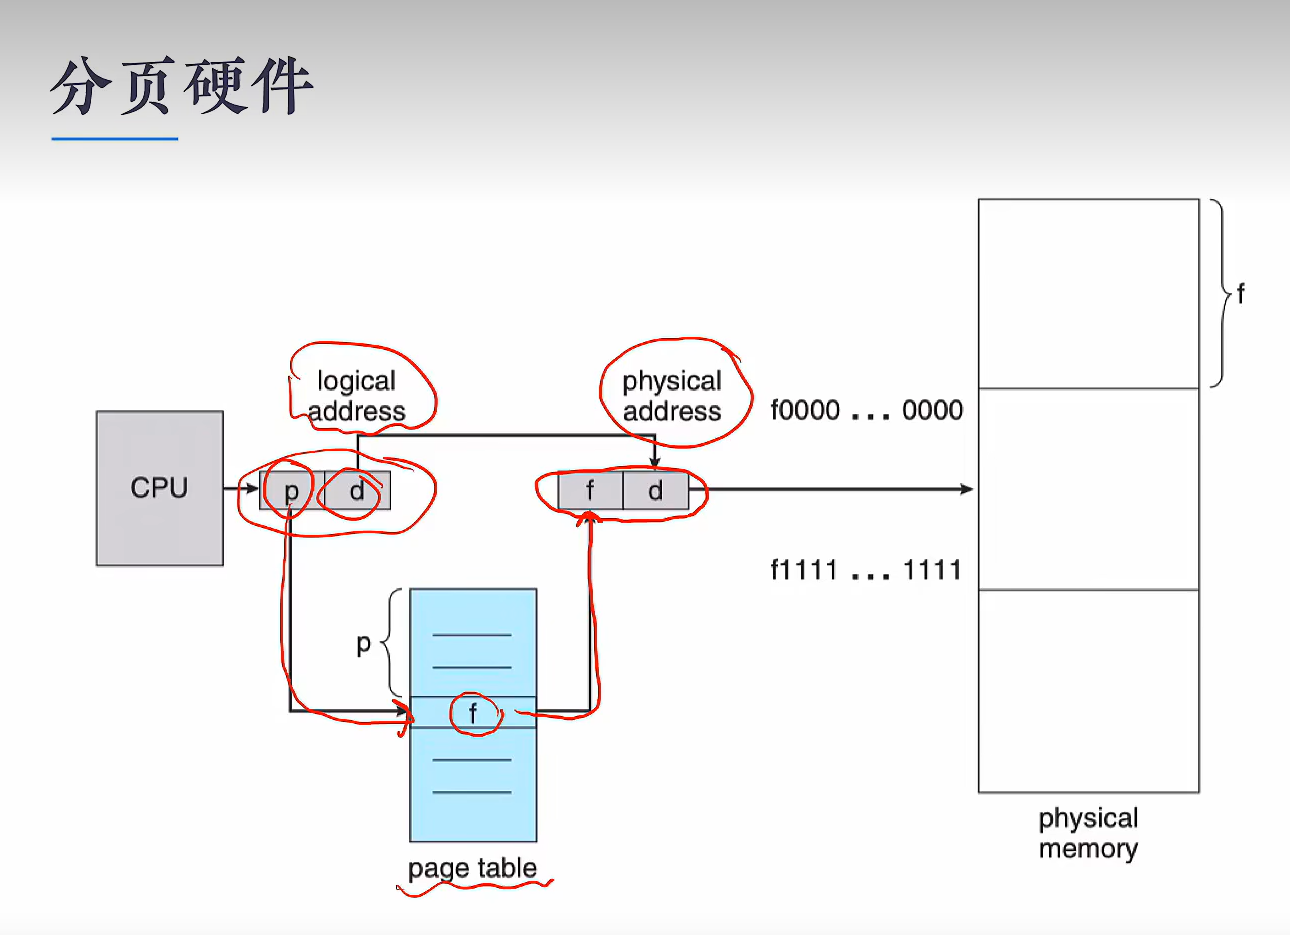 分页硬件
logical
address
physical
address
f0000 ... 0000
f
CPU
p d
f d
f1111 ... 1111
p
f
page table
physical
memory